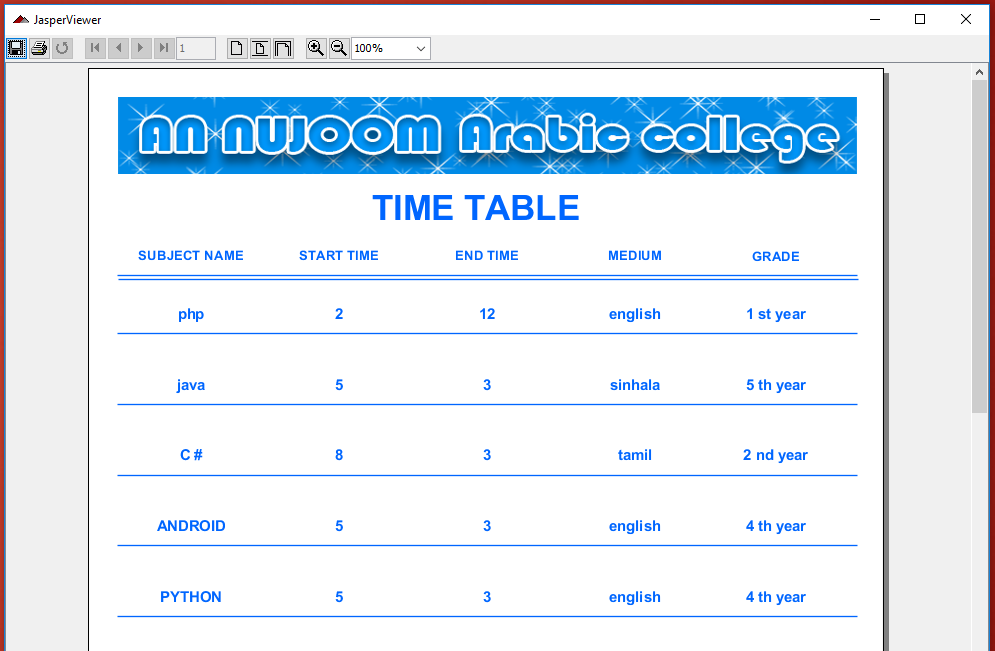 JasperViewer
1
100%
AN NUJOOM Arabic college
TIME TABLE
SUBJECT NAME START TIME END TIME MEDIUM GRADE
php 2 12 english 1 st year
java 5 3 sinhala 5 th year
C # 8 3 tamil 2 nd year
ANDROID 5 3 english 4 th year
PYTHON 5 3 english 4 th year